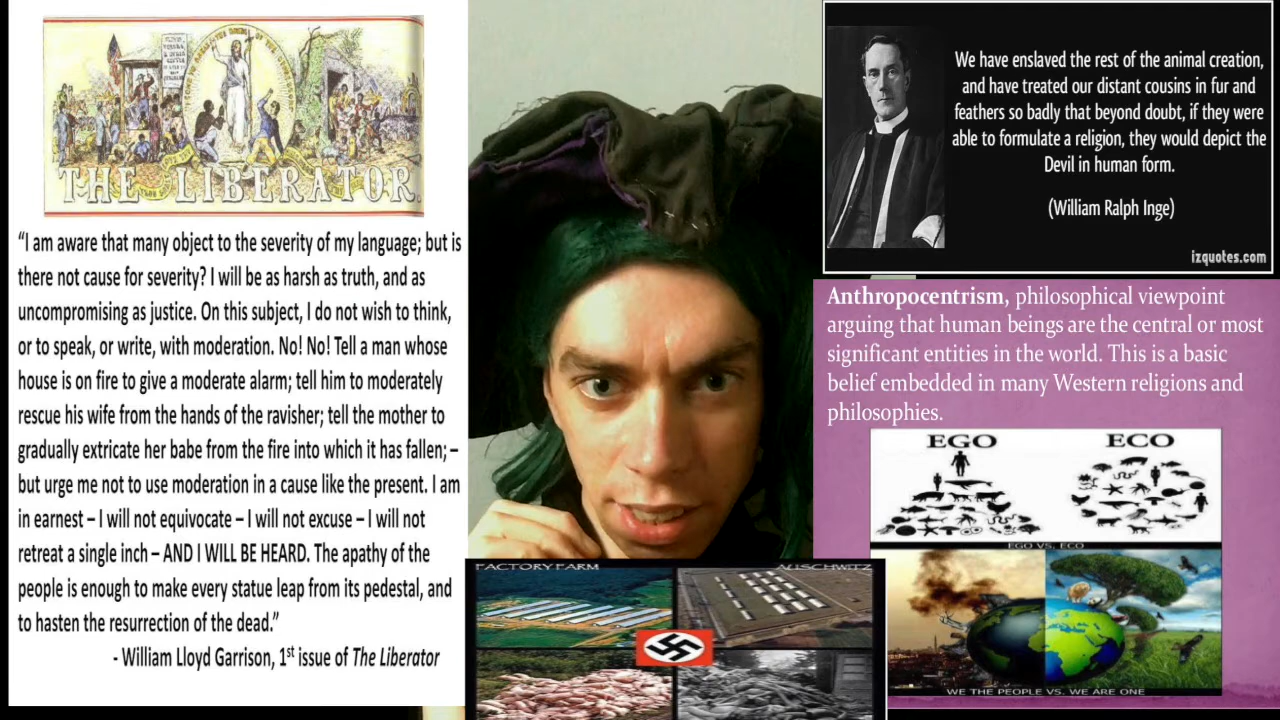 THE LIBERATOR.
“I am aware that many object to the severity of my language; but is
there not cause for severity? I will be as harsh as truth, and as
uncompromising as justice. On this subject, I do not wish to think,
or to speak, or write, with moderation. No! No! Tell a man whose
house is on fire to give a moderate alarm; tell him to moderately
rescue his wife from the hands of the ravisher; tell the mother to
gradually extricate her babe from the fire into which it has fallen; –
but urge me not to use moderation in a cause like the present. I am
in earnest – I will not equivocate – I will not excuse – I will not
retreat a single inch – AND I WILL BE HEARD. The apathy of the
people is enough to make every statue leap from its pedestal, and
to hasten the resurrection of the dead.”
- William Lloyd Garrison, 1st issue of The Liberator
We have enslaved the rest of the animal creation,
and have treated our distant cousins in fur and
feathers so badly that beyond doubt, if they were
able to formulate a religion, they would depict the
Devil in human form.
(William Ralph Inge)
izquotes.com
Anthropocentrism, philosophical viewpoint
arguing that human beings are the central or most
significant entities in the world. This is a basic
belief embedded in many Western religions and
philosophies.
EGO ECO
EGO VS. ECO
WE THE PEOPLE VS. WE ARE ONE
FACTORY FARM AUSCHWITZ